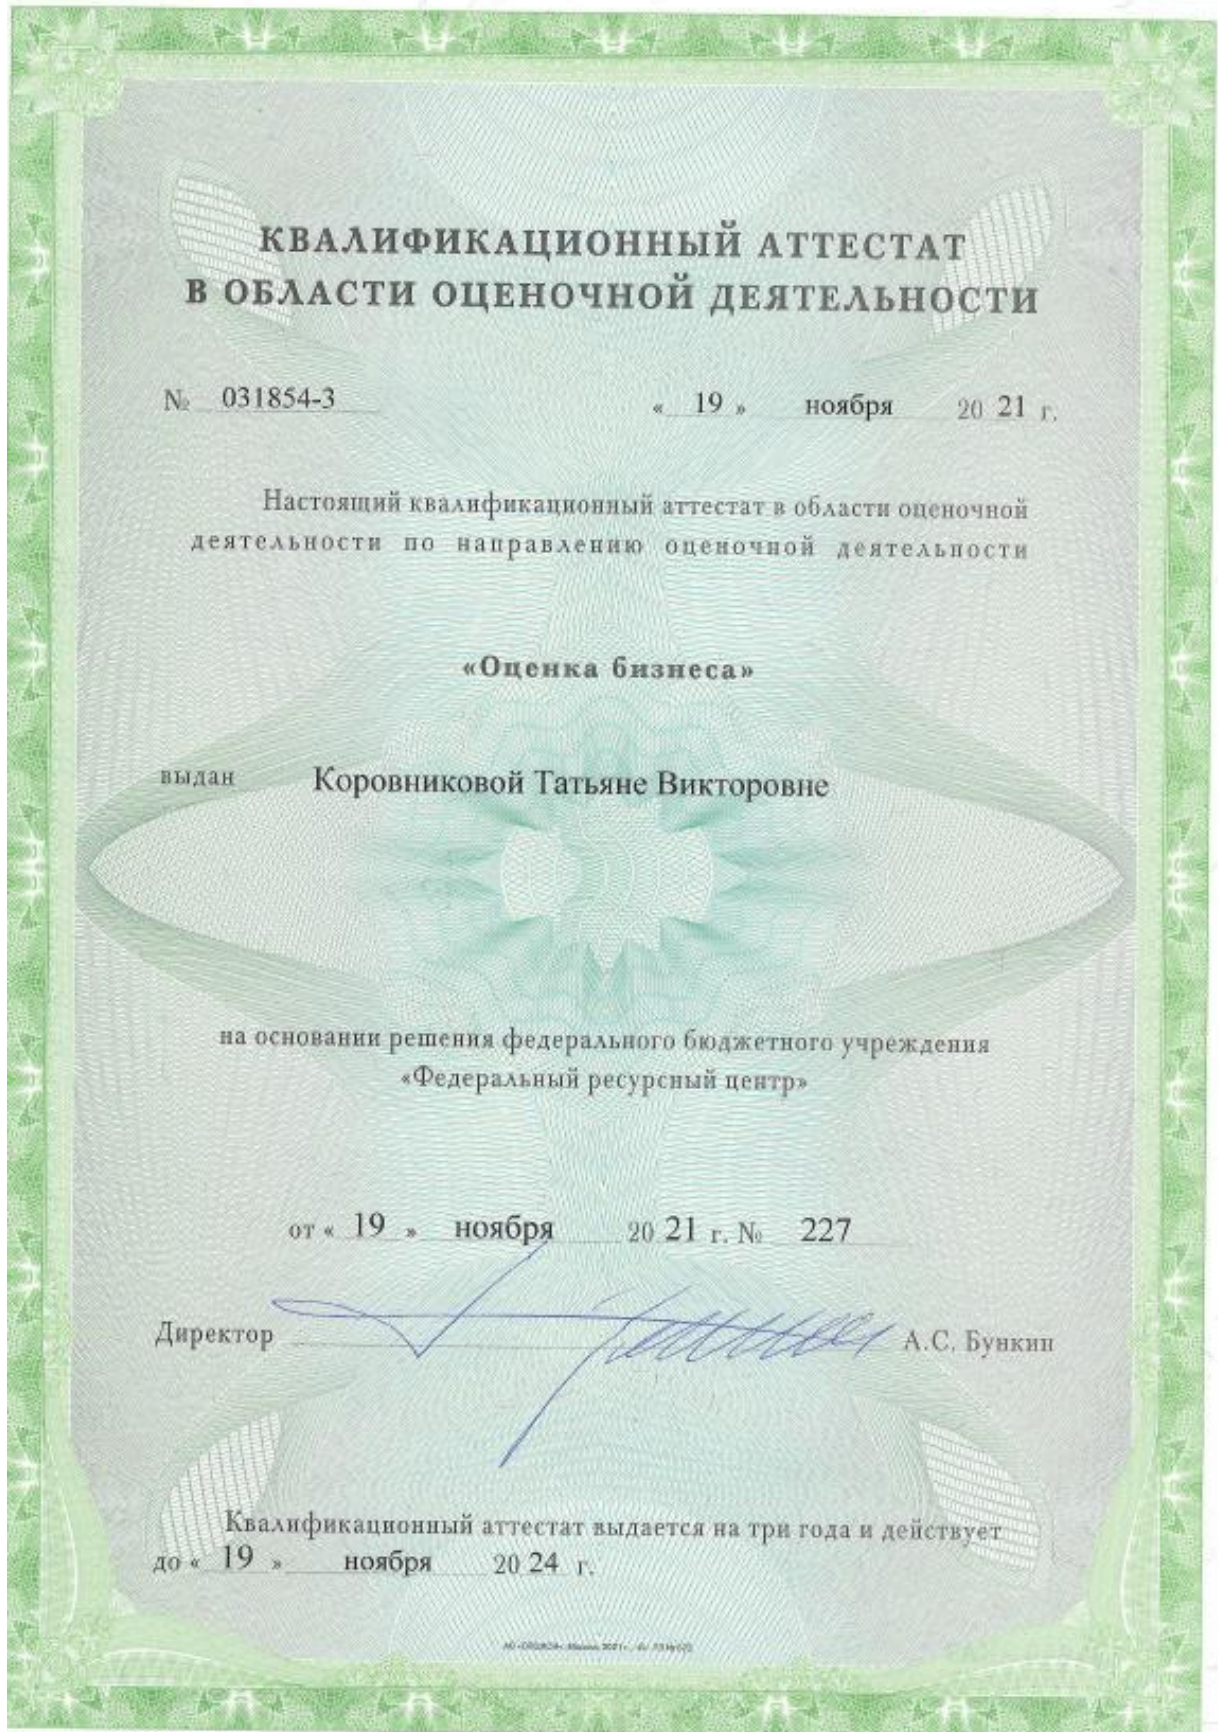 КВАЛИФИКАЦИОННЫЙ АТТЕСТАТ
В ОБЛАСТИ ОЦЕНОЧНОЙ ДЕЯТЕЛЬНОСТИ
№ 031854-3 « 19 » ноября 20 21 г.
Настоящий квалификационный аттестат в области оценочной
деятельности по направлению оценочной деятельности
«Оценка бизнеса»
выдан Коровниковой Татьяне Викторовне
на основании решения федерального бюджетного учреждения
«Федеральный ресурсный центр»
от « 19 » ноября 20 21 г. № 227
Директор А.С. Бункин
Квалификационный аттестат выдается на три года и действует
до « 19 » ноября 20 24 г.